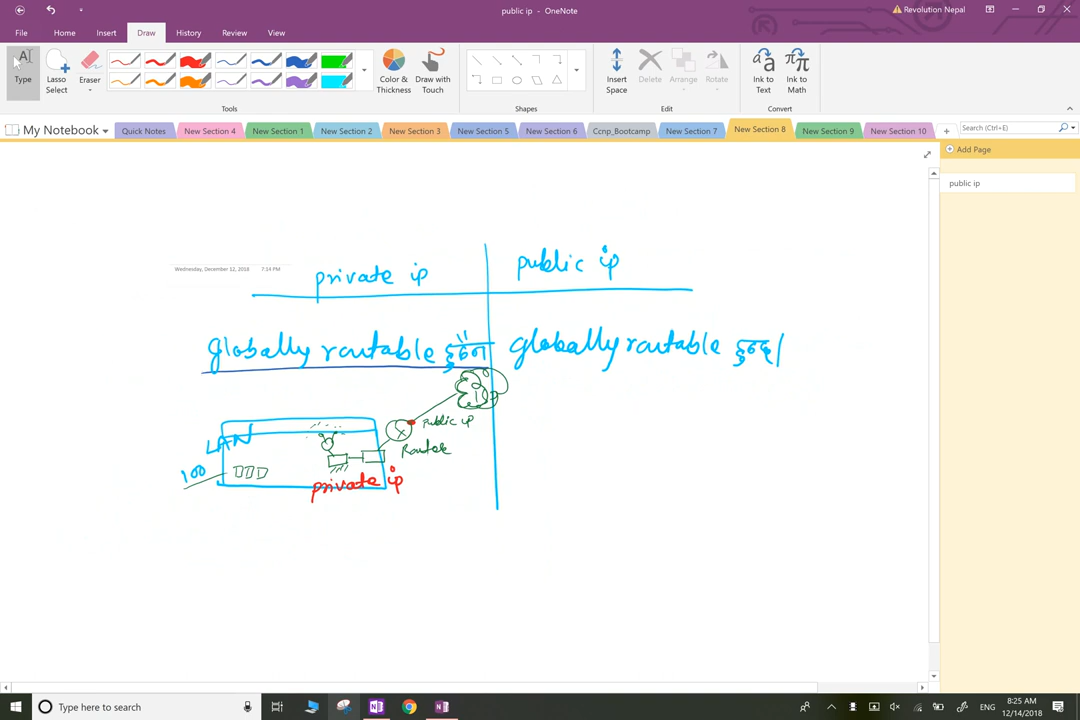 public ip - OneNote
Revolution Nepal
File Home Insert Draw History Review View
Type
Lasso Select
Eraser
Color & Thickness
Draw with Touch
Insert Space
Delete
Arrange
Rotate
Ink to Text
Ink to Math
Tools
Shapes
Edit
Convert
My Notebook
Quick Notes
New Section 4
New Section 1
New Section 2
New Section 3
New Section 5
New Section 6
Ccnp_Bootcamp
New Section 7
New Section 8
New Section 9
New Section 10
Search (Ctrl+E)
Add Page
public ip
Wednesday, December 12, 2018 7:14 PM
private ip
public ip
globally routable
globally routable
public ip
Router
LAN
100
private ip
Type here to search
ENG
8:25 AM
12/14/2018